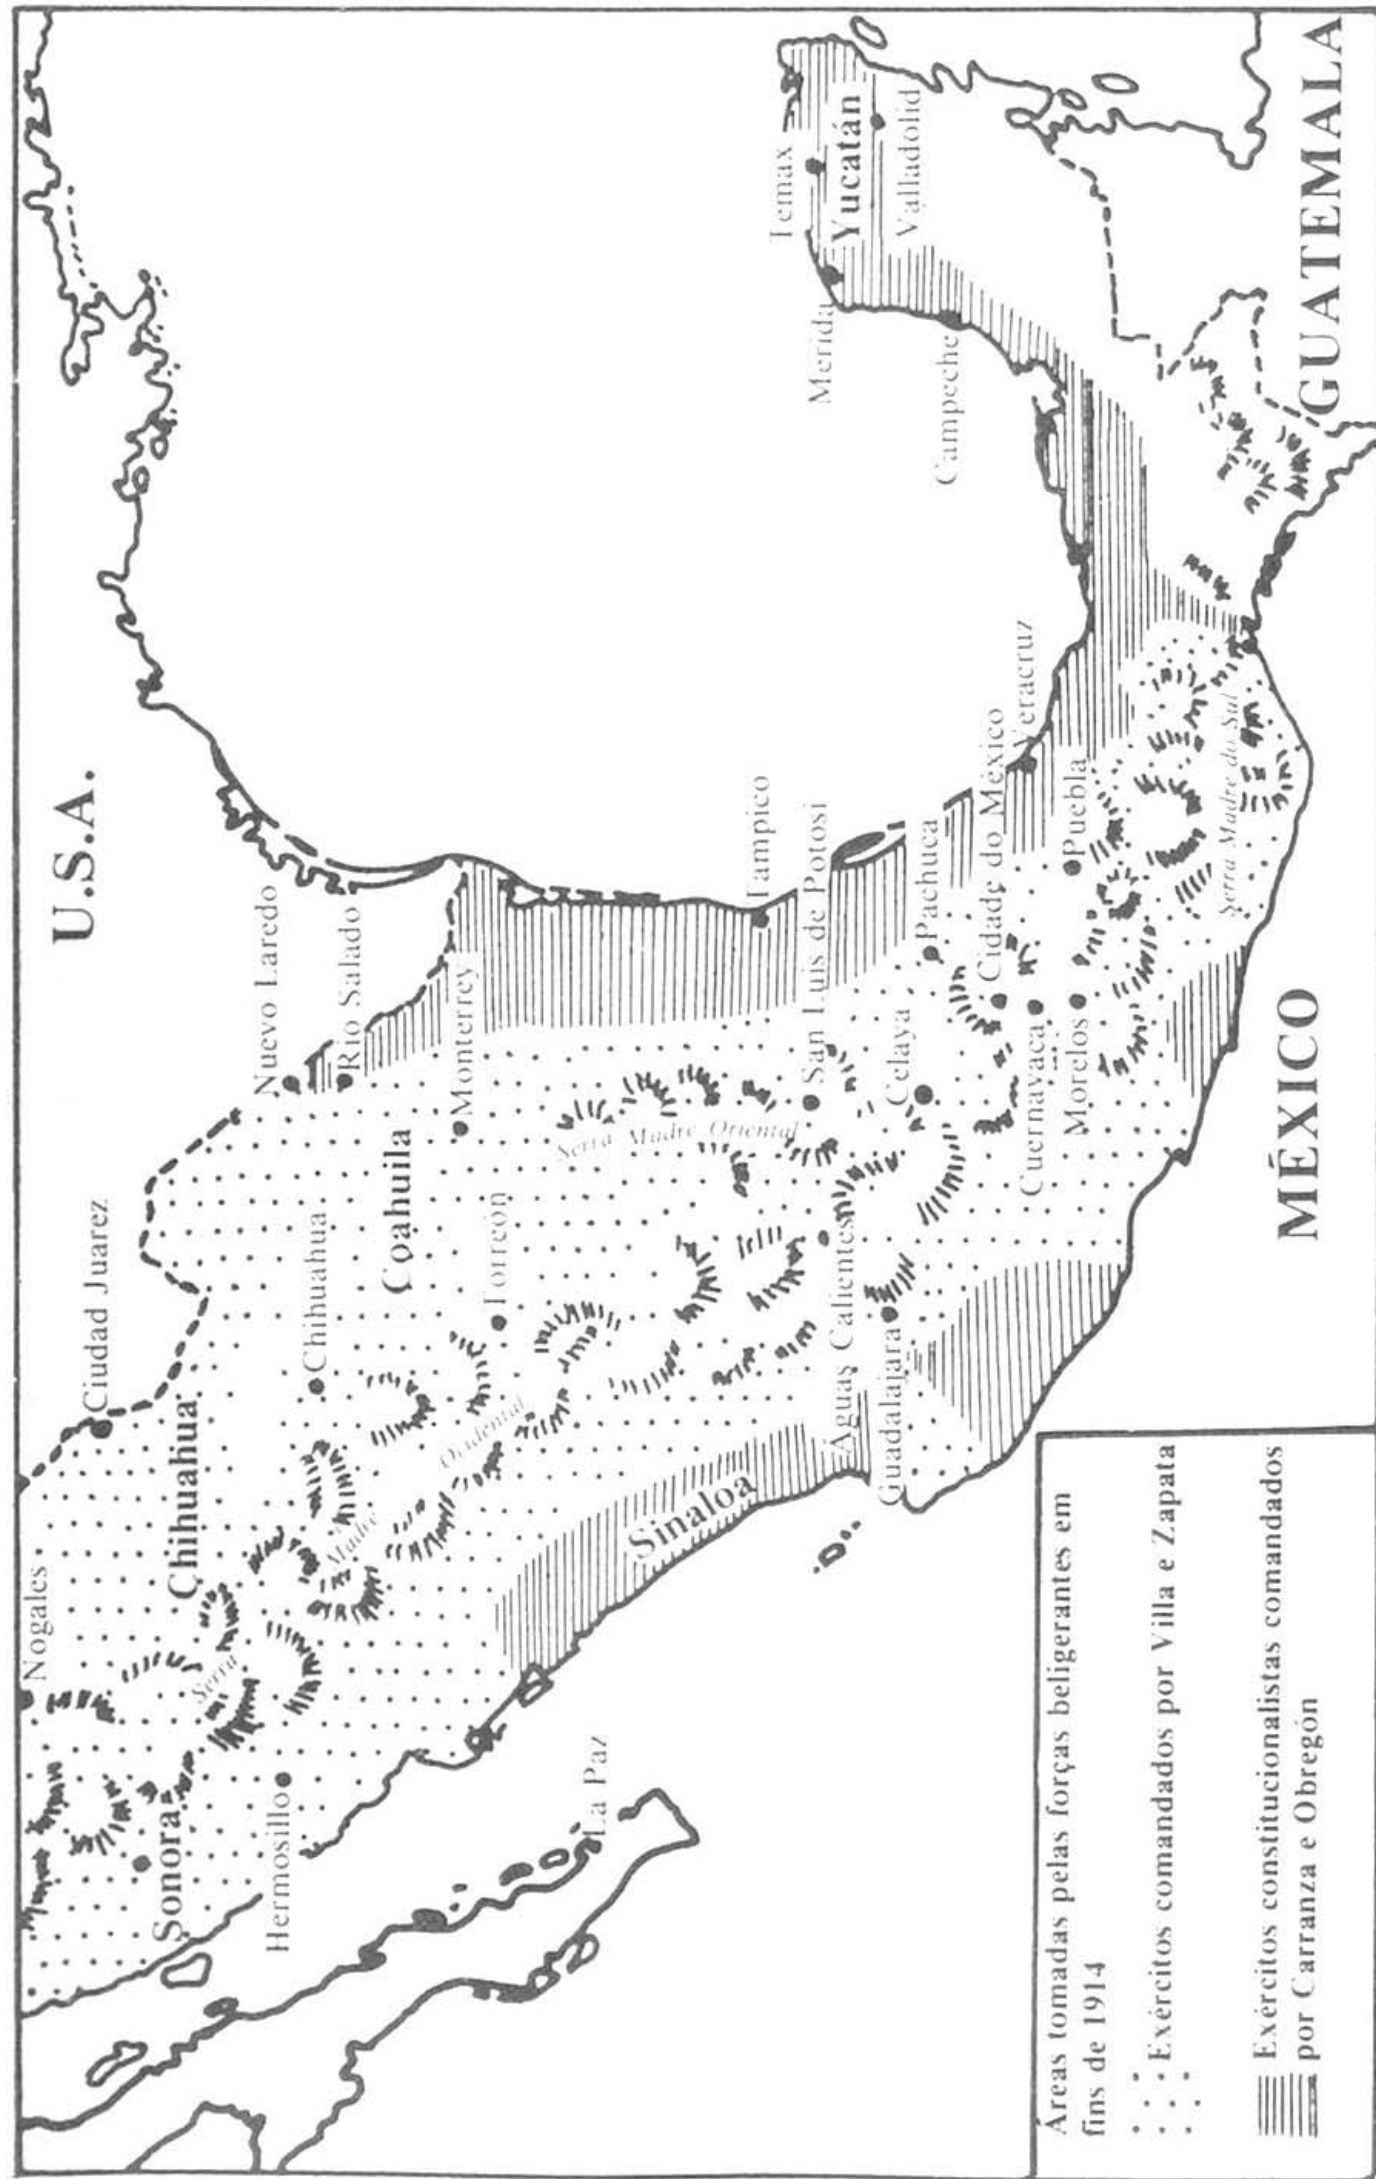 U.S.A.
Nogales
Ciudad Juarez
Chihuahua
Sonora
Hermosillo
Chihuahua
Nuevo Laredo
Rio Salado
Coahuila
Monterrey
Torreón
Serra Madre Ocidental
Serra Madre Oriental
Sinaloa
La Paz
Tampico
San Luis de Potosi
Aguas Calientes
Guadalajara
Celaya
Pachuca
Cidade do México
Veracruz
Cuernavaca
Morelos
Puebla
Serra Madre do Sul
Temax
Merida
Yucatán
Valladolid
Campeche
MÉXICO
GUATEMALA
Áreas tomadas pelas forças beligerantes em
fins de 1914
Exércitos comandados por Villa e Zapata
Exércitos constitucionalistas comandados
por Carranza e Obregón